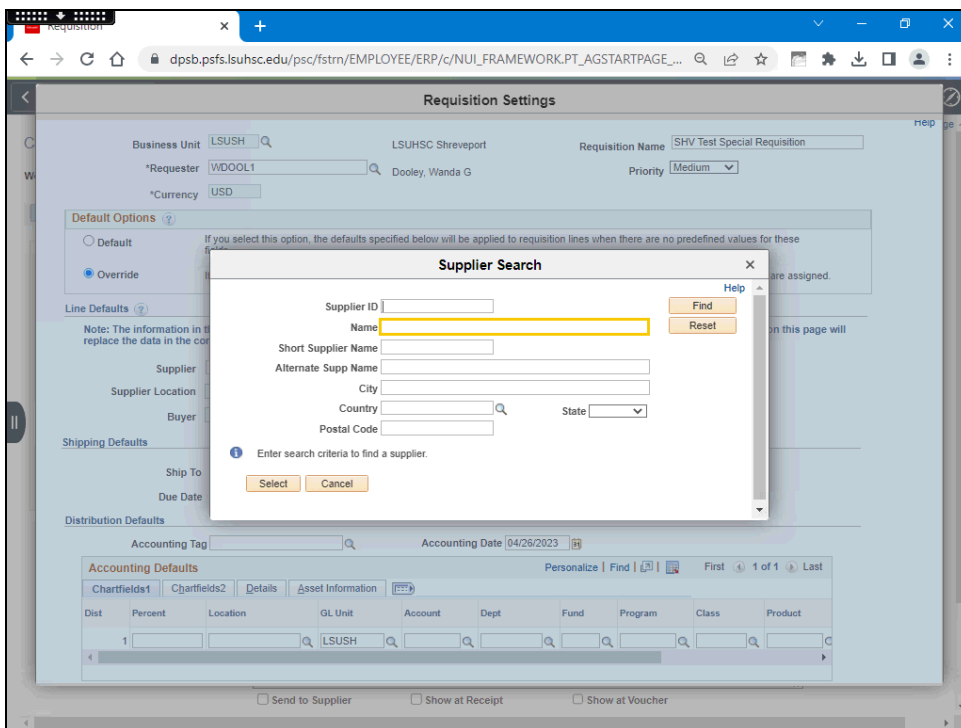 Requisition
dpsb.psfs.lsuhsc.edu/psc/fstrn/EMPLOYEE/ERP/c/NUI_FRAMEWORK.PT_AGSTARTPAGE_...
Requisition Settings
Help
Business Unit LSUSH LSUHSC Shreveport Requisition Name SHV Test Special Requisition
*Requester WDOOL1 Dooley, Wanda G Priority Medium
*Currency USD
Default Options
Default If you select this option, the defaults specified below will be applied to requisition lines when there are no predefined values for these
Override are assigned.
Supplier Search
Help
Supplier ID Find
Name Reset
Short Supplier Name
Alternate Supp Name
City
Country State
Postal Code
Enter search criteria to find a supplier.
Select Cancel
Line Defaults
Note: The information in on this page will
replace the data in the
Supplier
Supplier Location
Buyer
Shipping Defaults
Ship To
Due Date
Distribution Defaults
Accounting Tag Accounting Date 04/26/2023
Accounting Defaults Personalize | Find | First 1 of 1 Last
Chartfields1 Chartfields2 Details Asset Information
Dist Percent Location GL Unit Account Dept Fund Program Class Product
1 LSUSH
Send to Supplier Show at Receipt Show at Voucher